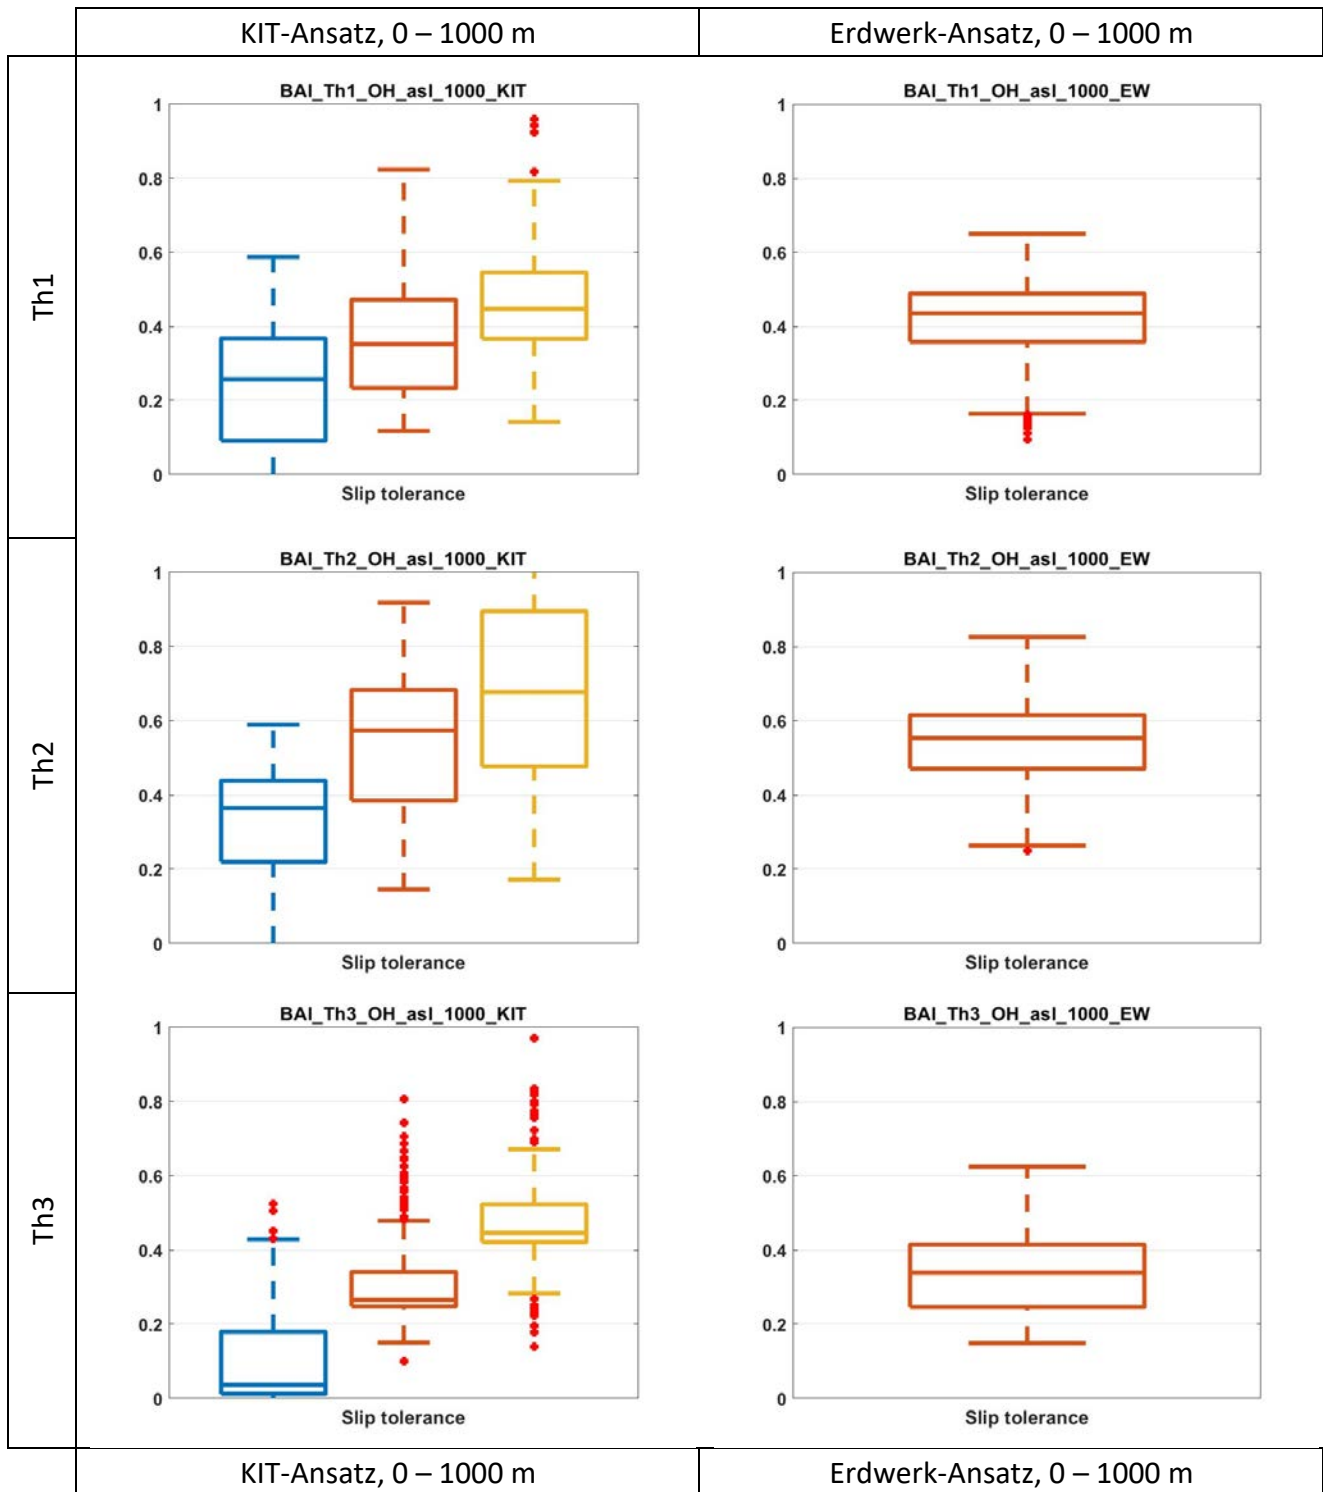 KIT-Ansatz, 0 – 1000 m
Erdwerk-Ansatz, 0 – 1000 m
Th1
BAI_Th1_OH_asl_1000_KIT
1
0.8
0.6
0.4
0.2
0
Slip tolerance
BAI_Th1_OH_asl_1000_EW
1
0.8
0.6
0.4
0.2
0
Slip tolerance
Th2
BAI_Th2_OH_asl_1000_KIT
1
0.8
0.6
0.4
0.2
0
Slip tolerance
BAI_Th2_OH_asl_1000_EW
1
0.8
0.6
0.4
0.2
0
Slip tolerance
Th3
BAI_Th3_OH_asl_1000_KIT
1
0.8
0.6
0.4
0.2
0
Slip tolerance
BAI_Th3_OH_asl_1000_EW
1
0.8
0.6
0.4
0.2
0
Slip tolerance
KIT-Ansatz, 0 – 1000 m
Erdwerk-Ansatz, 0 – 1000 m